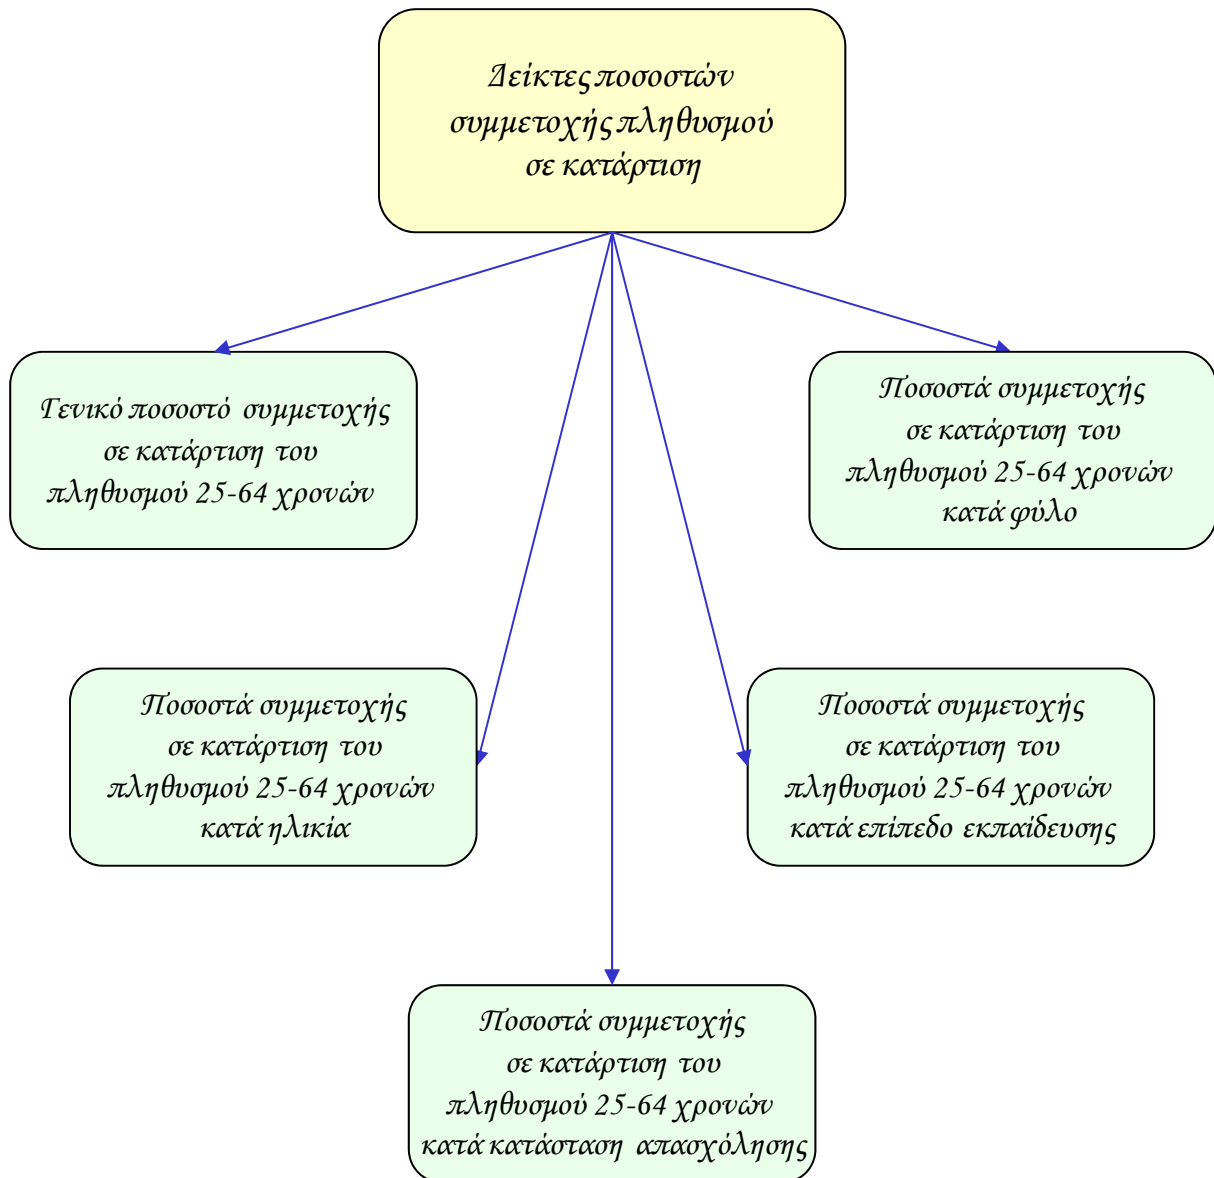 Δείκτες ποσοστών
συμμετοχής πληθυσμού
σε κατάρτιση
Γενικό ποσοστό συμμετοχής
σε κατάρτιση του
πληθυσμού 25-64 χρονών
Ποσοστά συμμετοχής
σε κατάρτιση του
πληθυσμού 25-64 χρονών
κατά φύλο
Ποσοστά συμμετοχής
σε κατάρτιση του
πληθυσμού 25-64 χρονών
κατά ηλικία
Ποσοστά συμμετοχής
σε κατάρτιση του
πληθυσμού 25-64 χρονών
κατά επίπεδο εκπαίδευσης
Ποσοστά συμμετοχής
σε κατάρτιση του
πληθυσμού 25-64 χρονών
κατά κατάσταση απασχόλησης